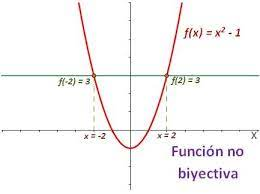 f(x) = x² - 1
f(-2) = 3
f(2) = 3
x = -2
x = 2
X
Función no
biyectiva